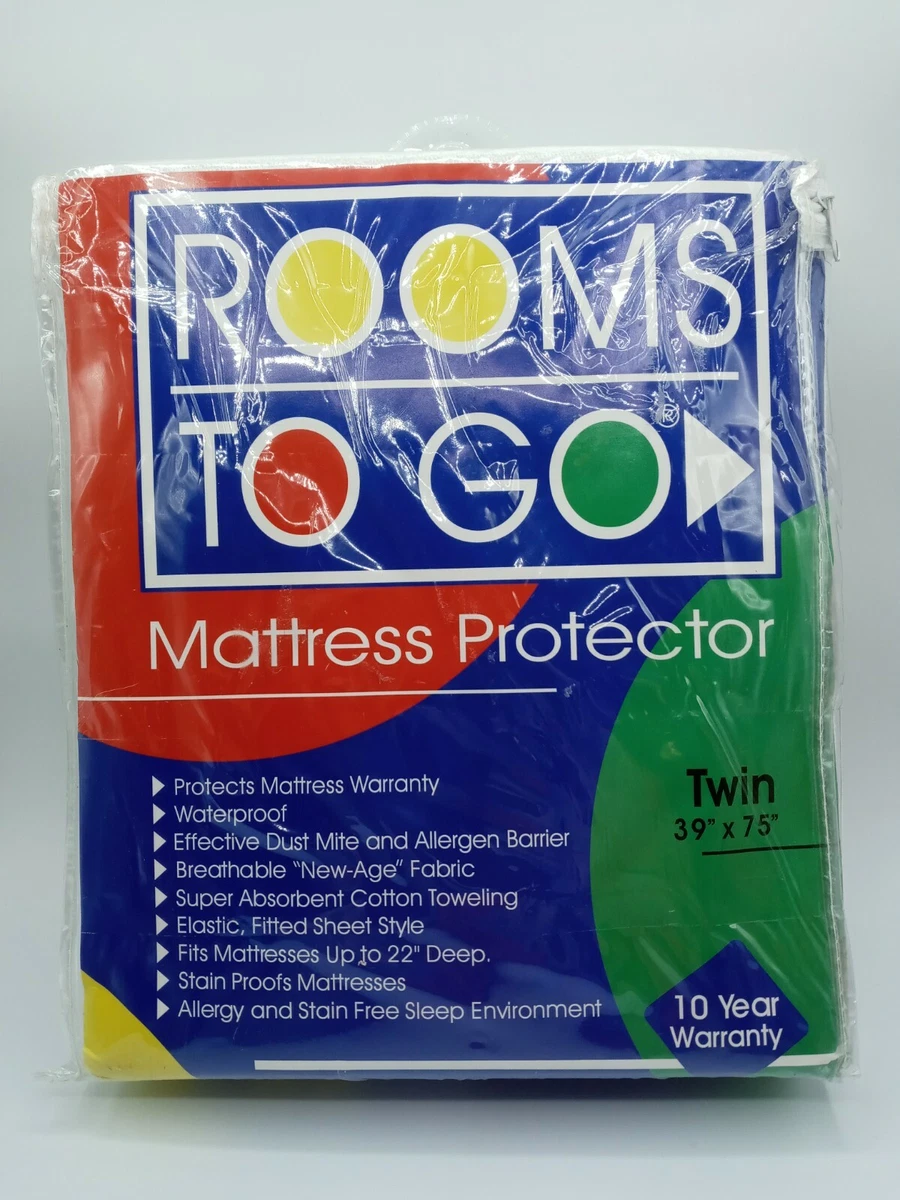 ROOMS
TO GO®
Mattress Protector
Protects Mattress Warranty
Waterproof
Effective Dust Mite and Allergen Barrier
Breathable “New-Age” Fabric
Super Absorbent Cotton Toweling
Elastic, Fitted Sheet Style
Fits Mattresses Up to 22" Deep.
Stain Proofs Mattresses
Allergy and Stain Free Sleep Environment
Twin
39” x 75”
10 Year
Warranty